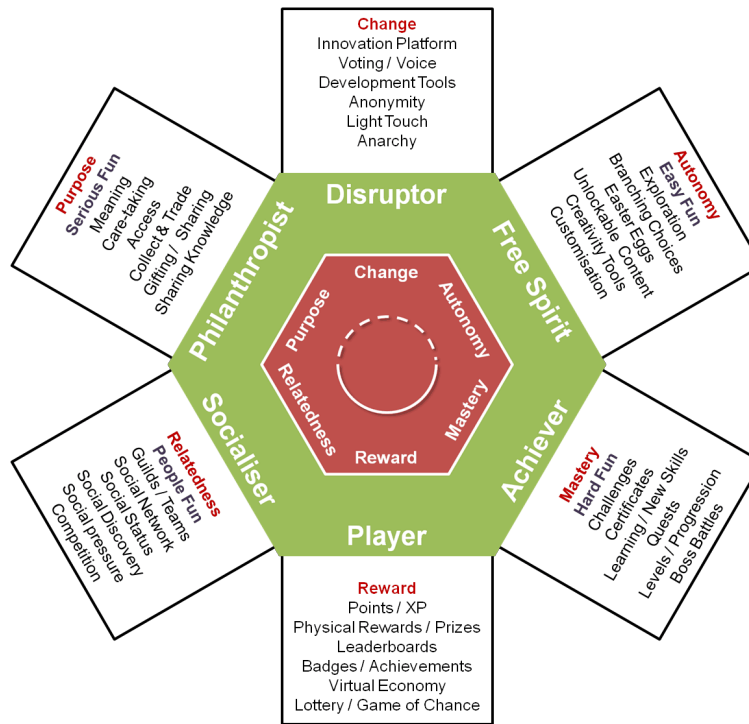 Change
Innovation Platform
Voting / Voice
Development Tools
Anonymity
Light Touch
Anarchy
Purpose
Serious Fun
Meaning
Care-taking
Access
Collect & Trade
Gifting / Sharing
Sharing Knowledge
Autonomy
Easy Fun
Exploration
Branching Choices
Easter Eggs
Unlockable Content
Creativity Tools
Customisation
Disruptor
Philanthropist
Free Spirit
Socialiser
Achiever
Player
Change
Purpose
Autonomy
Relatedness
Mastery
Reward
Relatedness
People Fun
Guilds / Teams
Social Network
Social Status
Social Discovery
Social pressure
Competition
Mastery
Hard Fun
Challenges
Certificates
Learning / New Skills
Quests
Levels / Progression
Boss Battles
Reward
Points / XP
Physical Rewards / Prizes
Leaderboards
Badges / Achievements
Virtual Economy
Lottery / Game of Chance